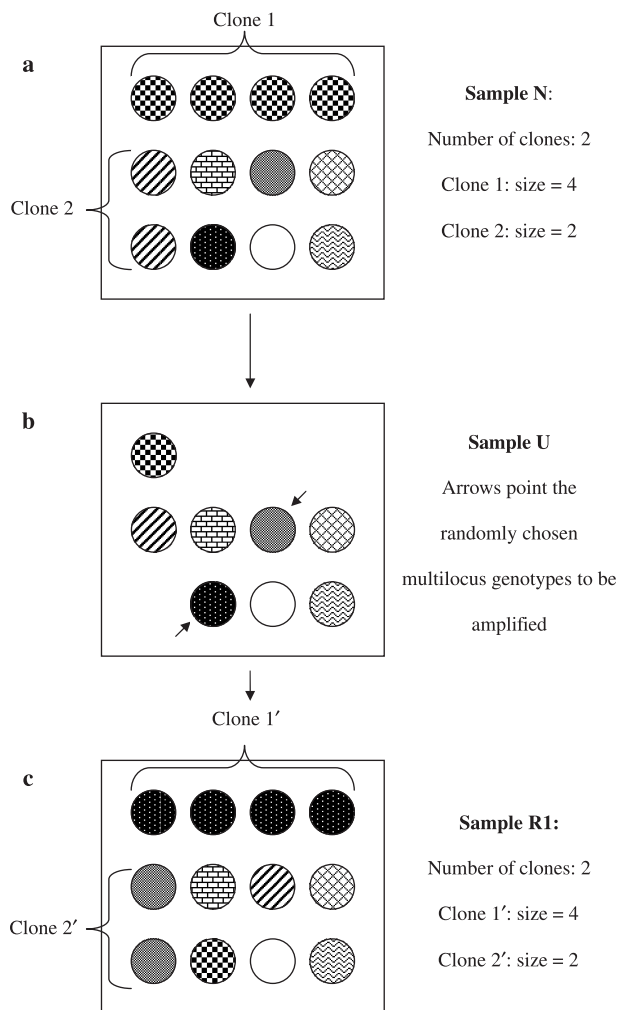 Clone 1
a
Sample N:
Number of clones: 2
Clone 1: size = 4
Clone 2
Clone 2: size = 2
b
Sample U
Arrows point the
randomly chosen
multilocus genotypes to be
amplified
Clone 1′
c
Sample R1:
Number of clones: 2
Clone 1′: size = 4
Clone 2′
Clone 2′: size = 2